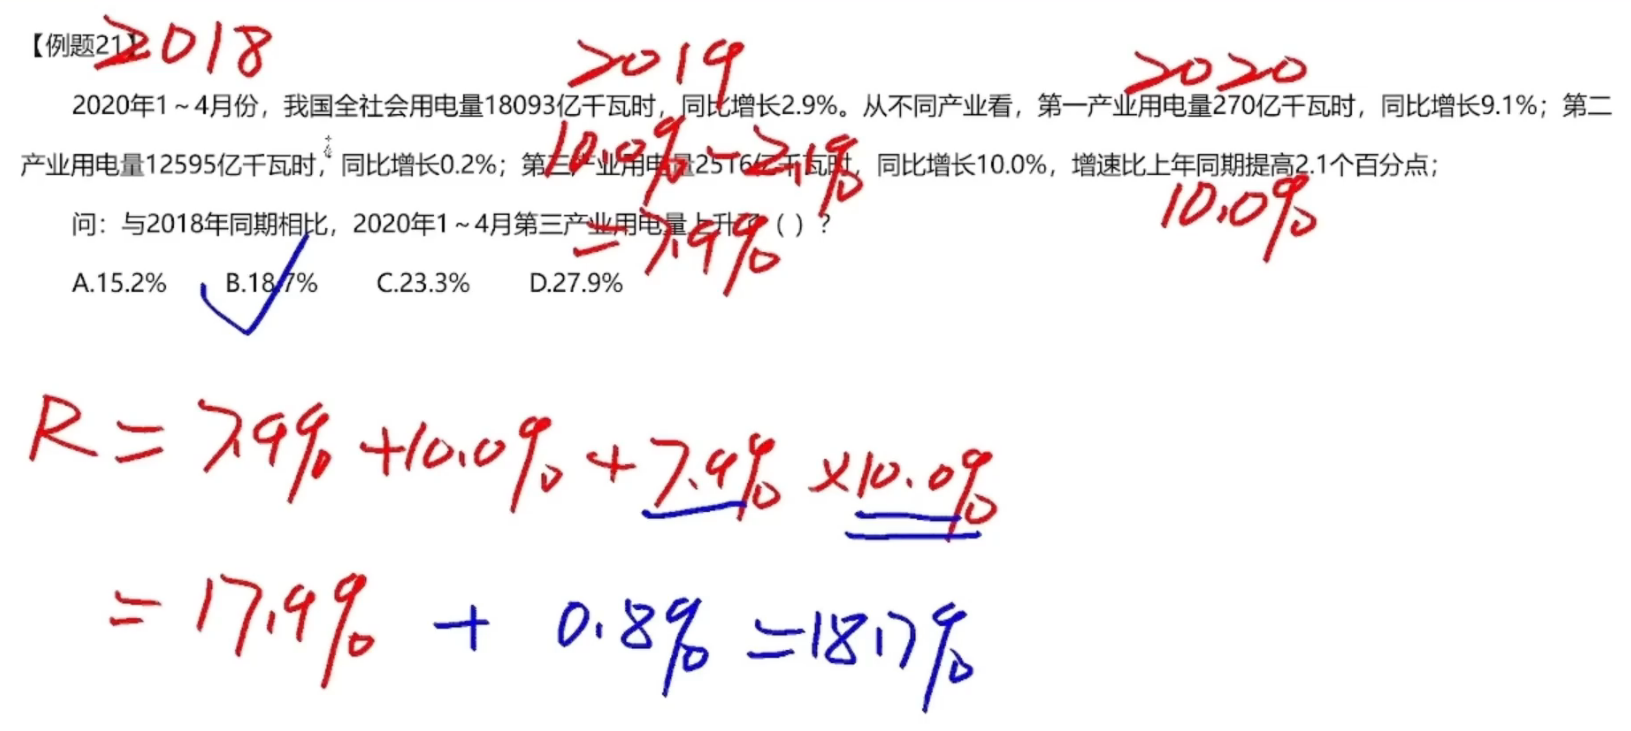 【例题21】
2018
2019
2020
2020年1～4月份，我国全社会用电量18093亿千瓦时，同比增长2.9%。从不同产业看，第一产业用电量270亿千瓦时，同比增长9.1%；第二
产业用电量12595亿千瓦时，同比增长0.2%；第三产业用电量2516亿千瓦时，同比增长10.0%，增速比上年同期提高2.1个百分点；
10.0%-2.1%
=7.9%
10.0%
问：与2018年同期相比，2020年1～4月第三产业用电量上升了（ ）？
A.15.2% B.18.7% C.23.3% D.27.9%
R=7.9%+10.0%+7.9%×10.0%
=17.9%+0.8%=18.7%